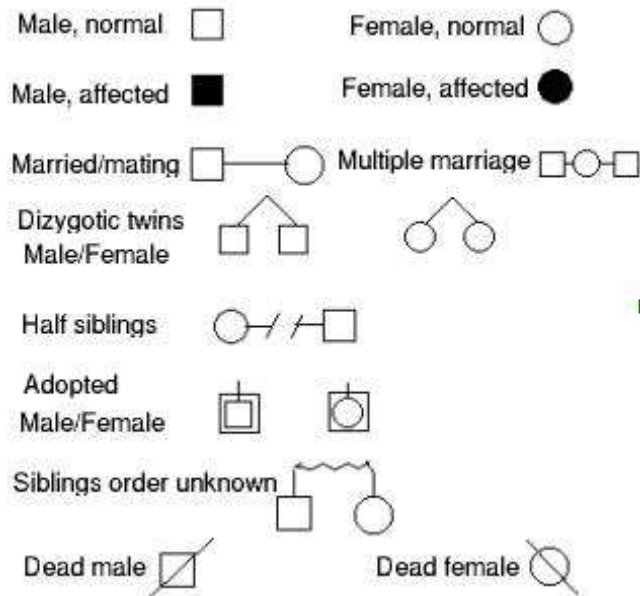 Male, normal
Female, normal
Male, affected
Female, affected
Married/mating
Multiple marriage
Dizygotic twins
Male/Female
Half siblings
Adopted
Male/Female
Siblings order unknown
Dead male
Dead female